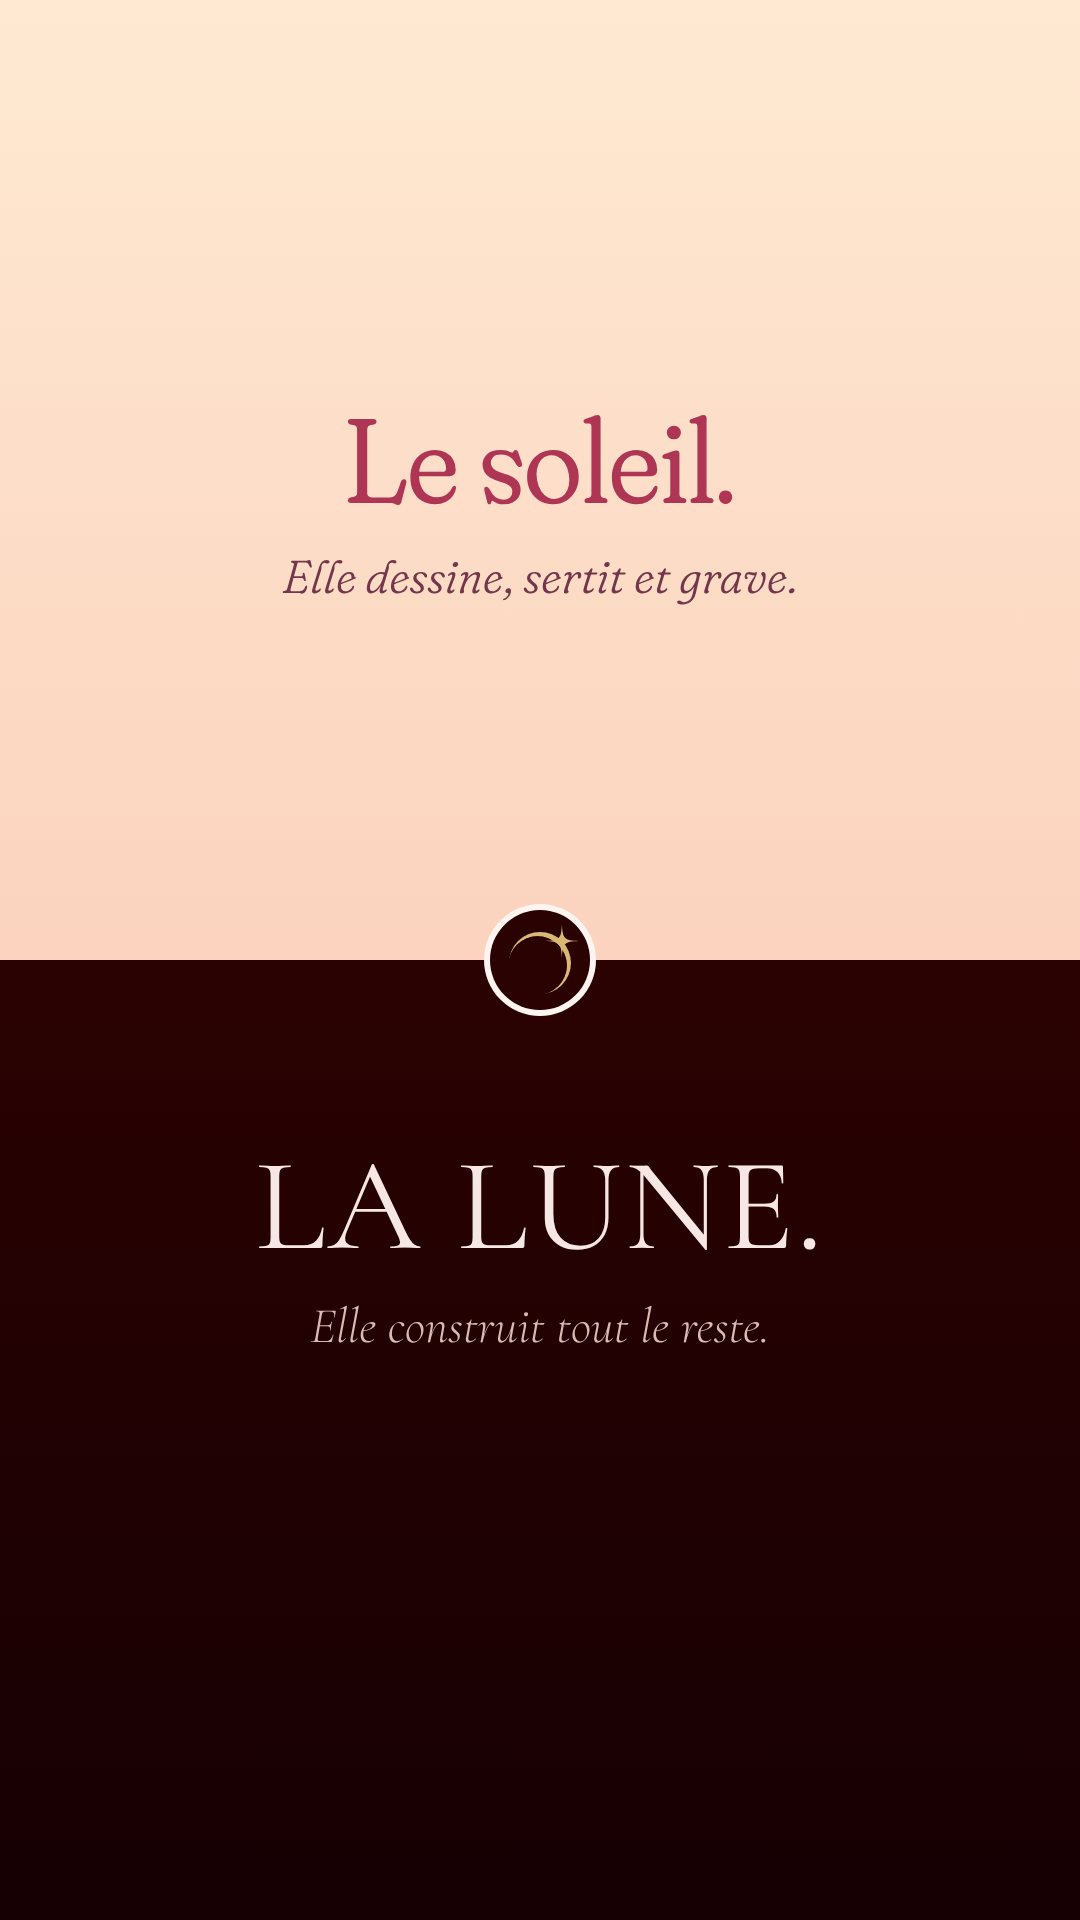 Le soleil.
Elle dessine, sertit et grave.
LA LUNE.
Elle construit tout le reste.